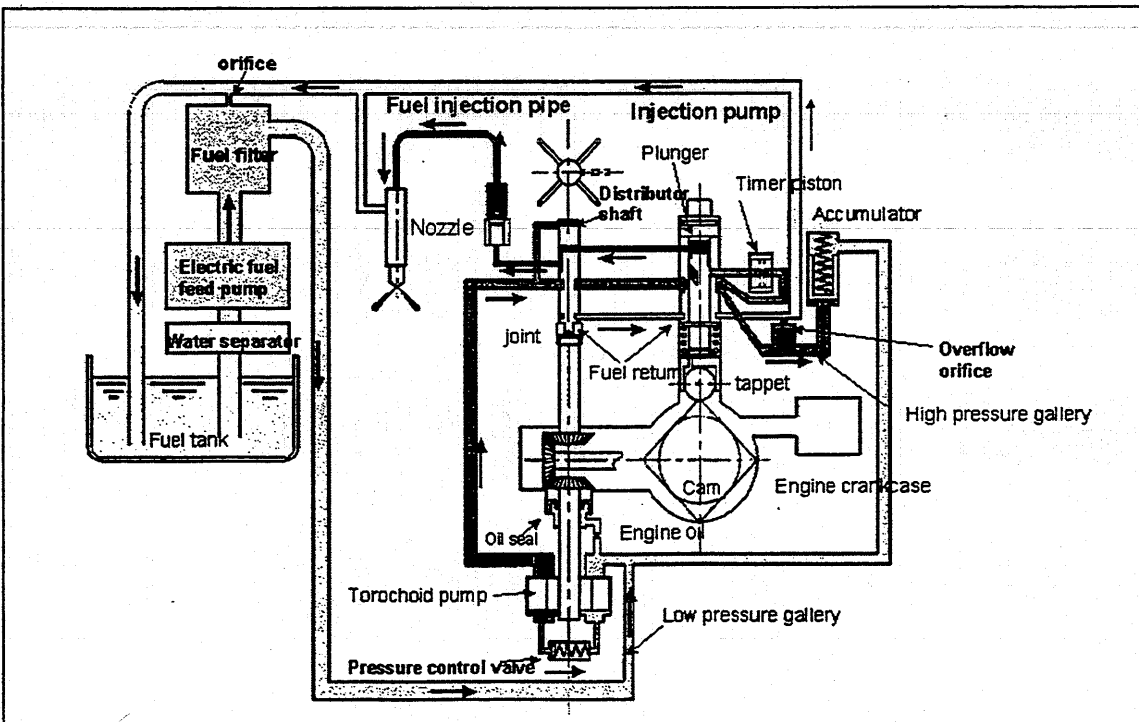 orifice
Fuel injection pipe
Injection pump
Fuel filter
Plunger
Timer piston
Distributor
shaft
Accumulator
Nozzle
Electric fuel
feed pump
Water separator
joint
Fuel return
tappet
Overflow
orifice
High pressure gallery
Fuel tank
Cam
Engine crankcase
Oil seal
Engine oil
Torochoid pump
Low pressure gallery
Pressure control valve